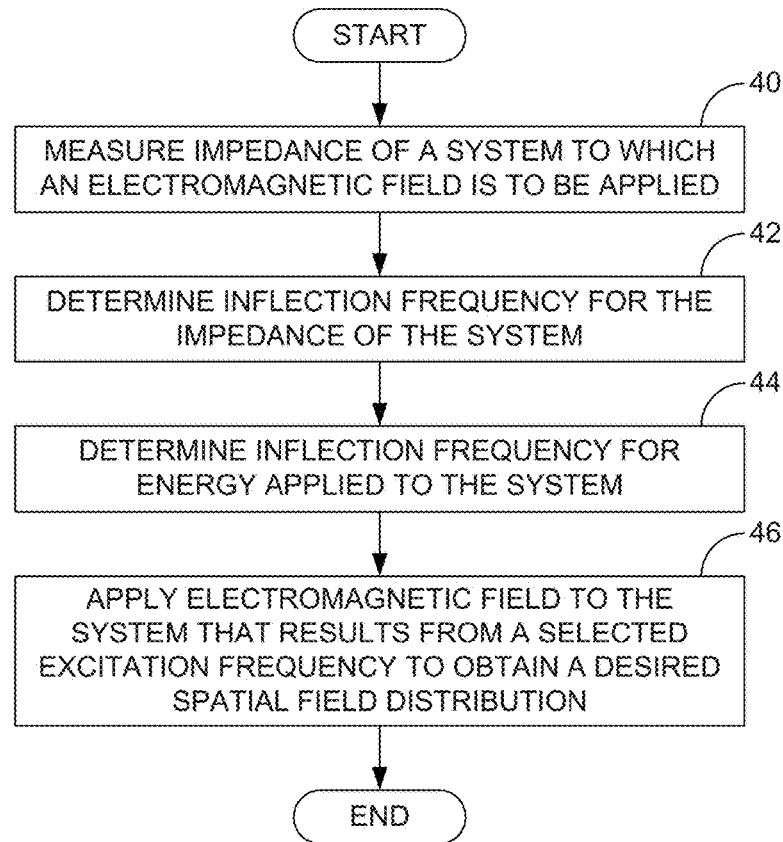 START
40
MEASURE IMPEDANCE OF A SYSTEM TO WHICH
AN ELECTROMAGNETIC FIELD IS TO BE APPLIED
42
DETERMINE INFLECTION FREQUENCY FOR THE
IMPEDANCE OF THE SYSTEM
44
DETERMINE INFLECTION FREQUENCY FOR
ENERGY APPLIED TO THE SYSTEM
46
APPLY ELECTROMAGNETIC FIELD TO THE
SYSTEM THAT RESULTS FROM A SELECTED
EXCITATION FREQUENCY TO OBTAIN A DESIRED
SPATIAL FIELD DISTRIBUTION
END